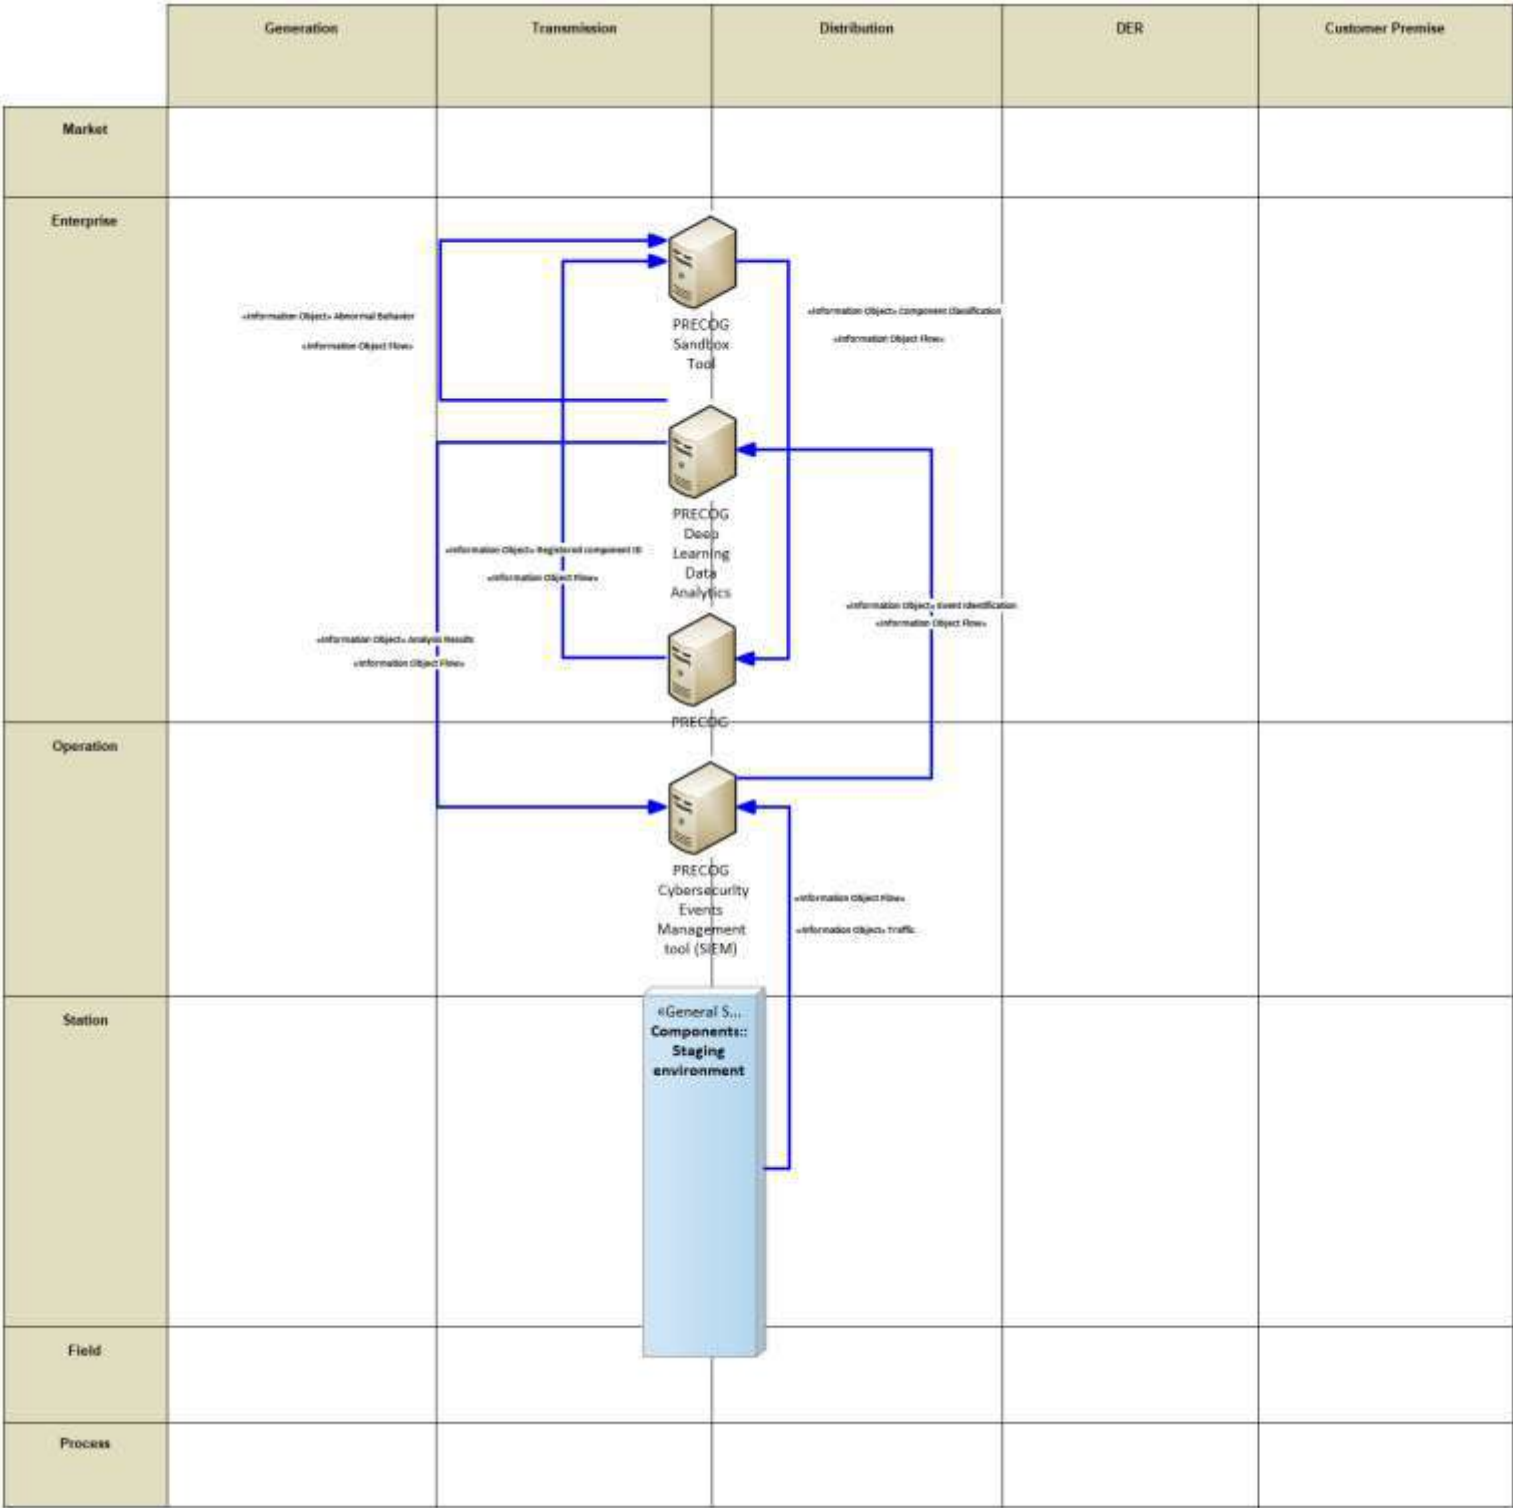 Generation
Transmission
Distribution
DER
Customer Premise
Market
Enterprise
«Information Object» Abnormal Behavior
«Information Object Flow»
PRECOG
Sandbox
Tool
«Information Object» Component Classification
«Information Object Flow»
PRECOG
Deep
Learning
Data
Analytics
«Information Object» Registered component ID
«Information Object Flow»
«Information Object» Event Identification
«Information Object Flow»
«Information Object» Analysis Results
«Information Object Flow»
PRECOG
Operation
PRECOG
Cybersecurity
Events
Management
tool (SIEM)
«Information Object Flow»
«Information Object» Traffic
Station
«General S...
Components::
Staging
environment
Field
Process